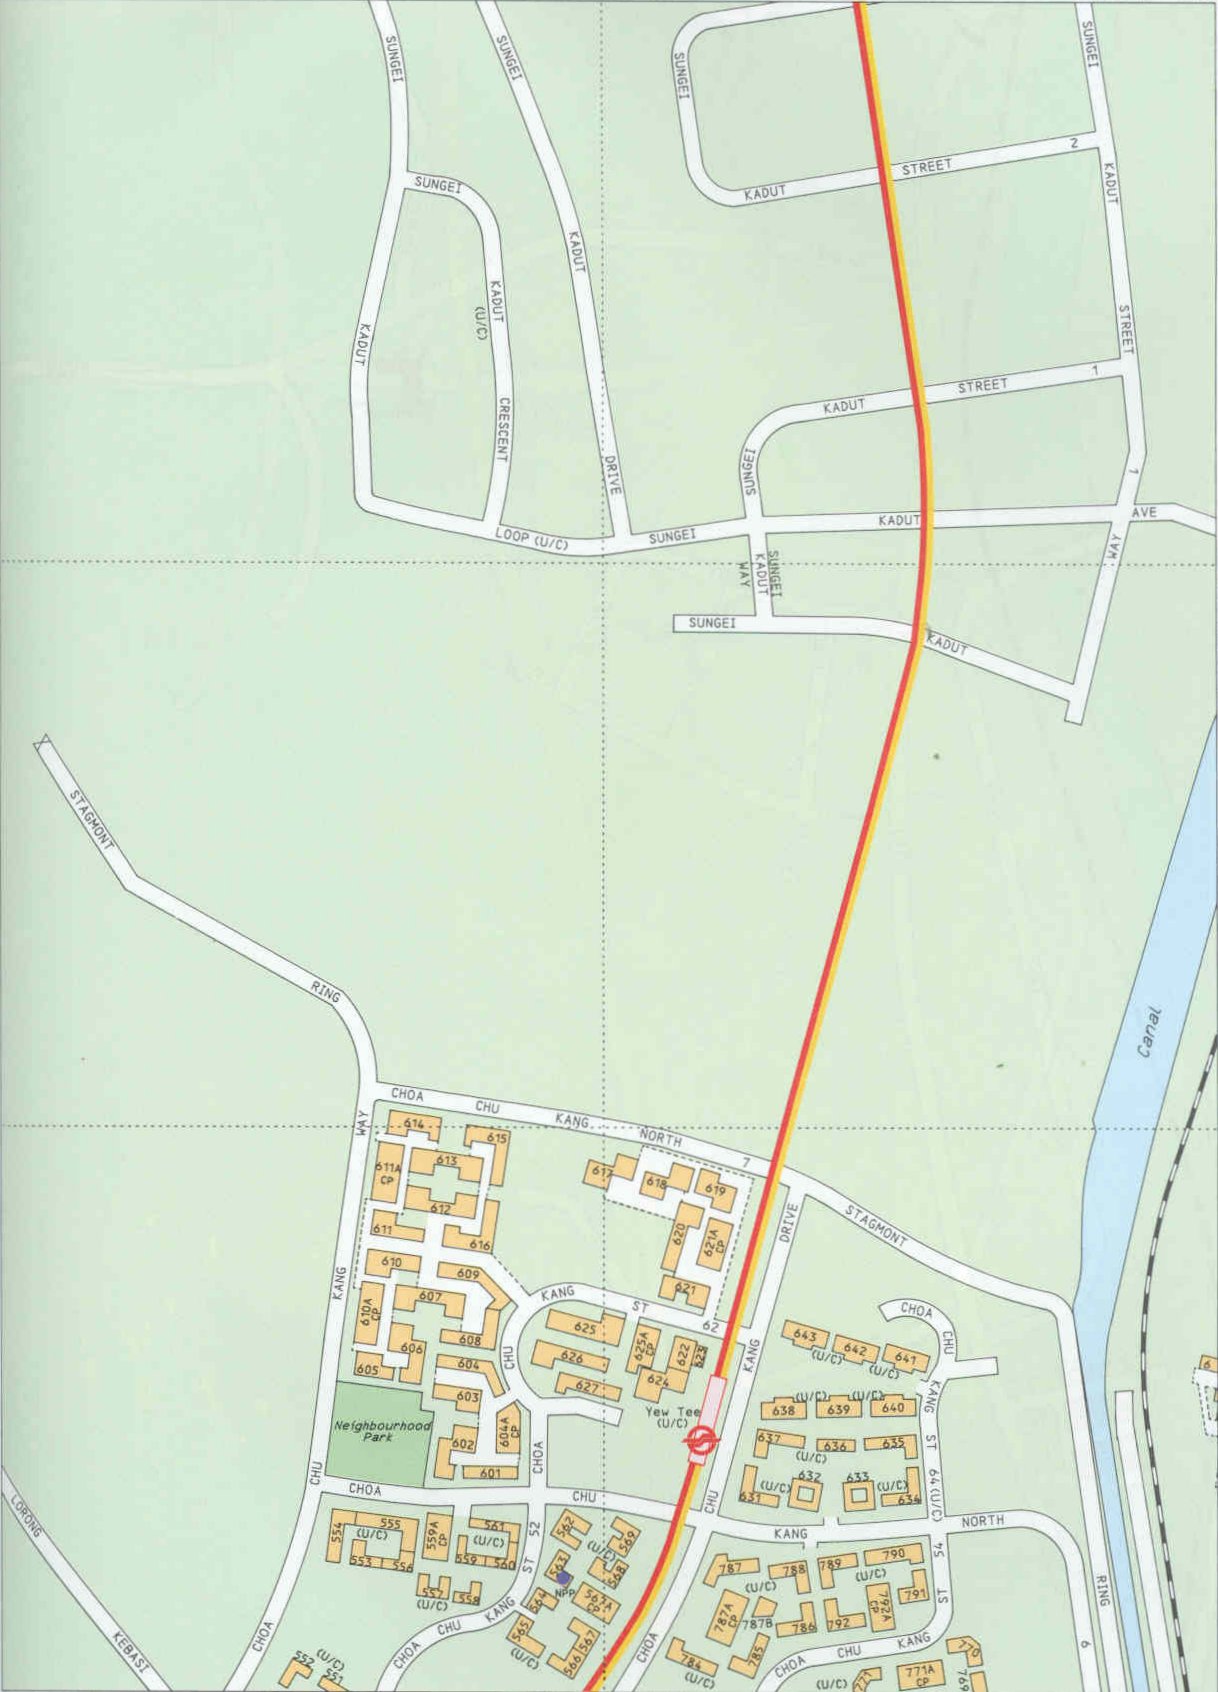 SUNGEI
SUNGEI
SUNGEI
SUNGEI
SUNGEI
KADUT
STREET
2
KADUT
KADUT
KADUT
(U/C)
CRESCENT
KADUT
DRIVE
STREET
KADUT
STREET
1
SUNGEI
1
LOOP (U/C)
SUNGEI
KADUT
AVE
WAY
SUNGEI
KADUT
WAY
SUNGEI
KADUT
STAGMONT
RING
Canal
WAY
CHOA
CHU
KANG
NORTH
7
DRIVE
STAGMONT
614
615
611A
CP
613
612
611
616
617
618
619
620
621A
CP
621
610
609
607
610A
CP
608
606
605
604
603
604A
CP
602
601
KANG
KANG
ST
62
CHU
625
626
627
625A
CP
622
623
624
KANG
CHOA
CHU
643
642
641
(U/C)
(U/C)
KANG
ST
64 (U/C)
Yew Tee
(U/C)
(U/C)
(U/C)
638
639
640
637
636
635
(U/C)
632
633
(U/C)
(U/C)
631
634
Neighbourhood
Park
CHU
CHOA
CHOA
CHU
CHU
KANG
NORTH
RING
6
LORONG
KEBASI
CHOA
554
555
(U/C)
553
556
559A
CP
561
(U/C)
559
560
557
558
(U/C)
52
ST
KANG
CHU
CHOA
562
569
(U/C)
563
568
NPP
564
563A
CP
565
567
566
(U/C)
552
551
(U/C)
CHOA
787
788
789
790
(U/C)
(U/C)
791
787A
CP
787B
786
792
792A
CP
784
785
(U/C)
54
ST
KANG
CHU
CHOA
770
769
771
771A
CP
(U/C)
6